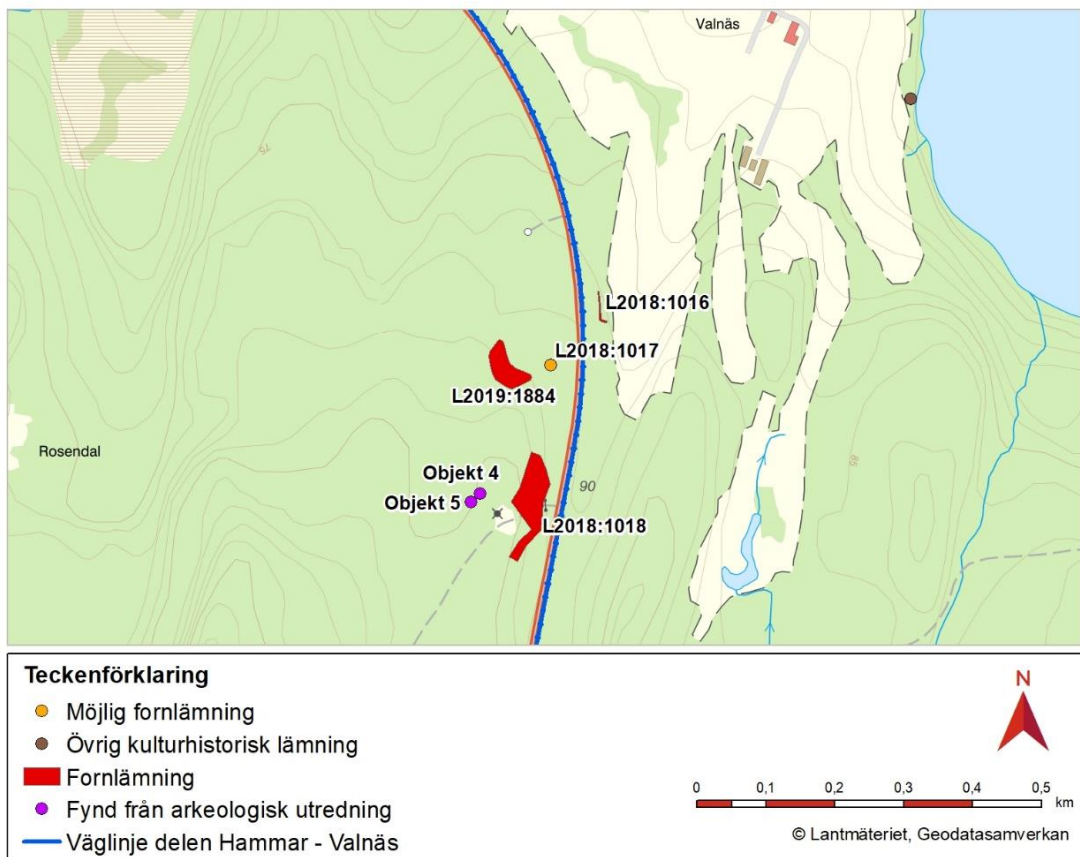 Valnäs
76
L2018:1016
L2018:1017
L2019:1884
Rosendal
Objekt 4
Objekt 5
90
L2018:1018
85
Teckenförklaring
Möjlig fornlämning
Övrig kulturhistorisk lämning
Fornlämning
Fynd från arkeologisk utredning
Väglinje delen Hammar - Valnäs
N
0 0,1 0,2 0,3 0,4 0,5
km
© Lantmäteriet, Geodatasamverkan